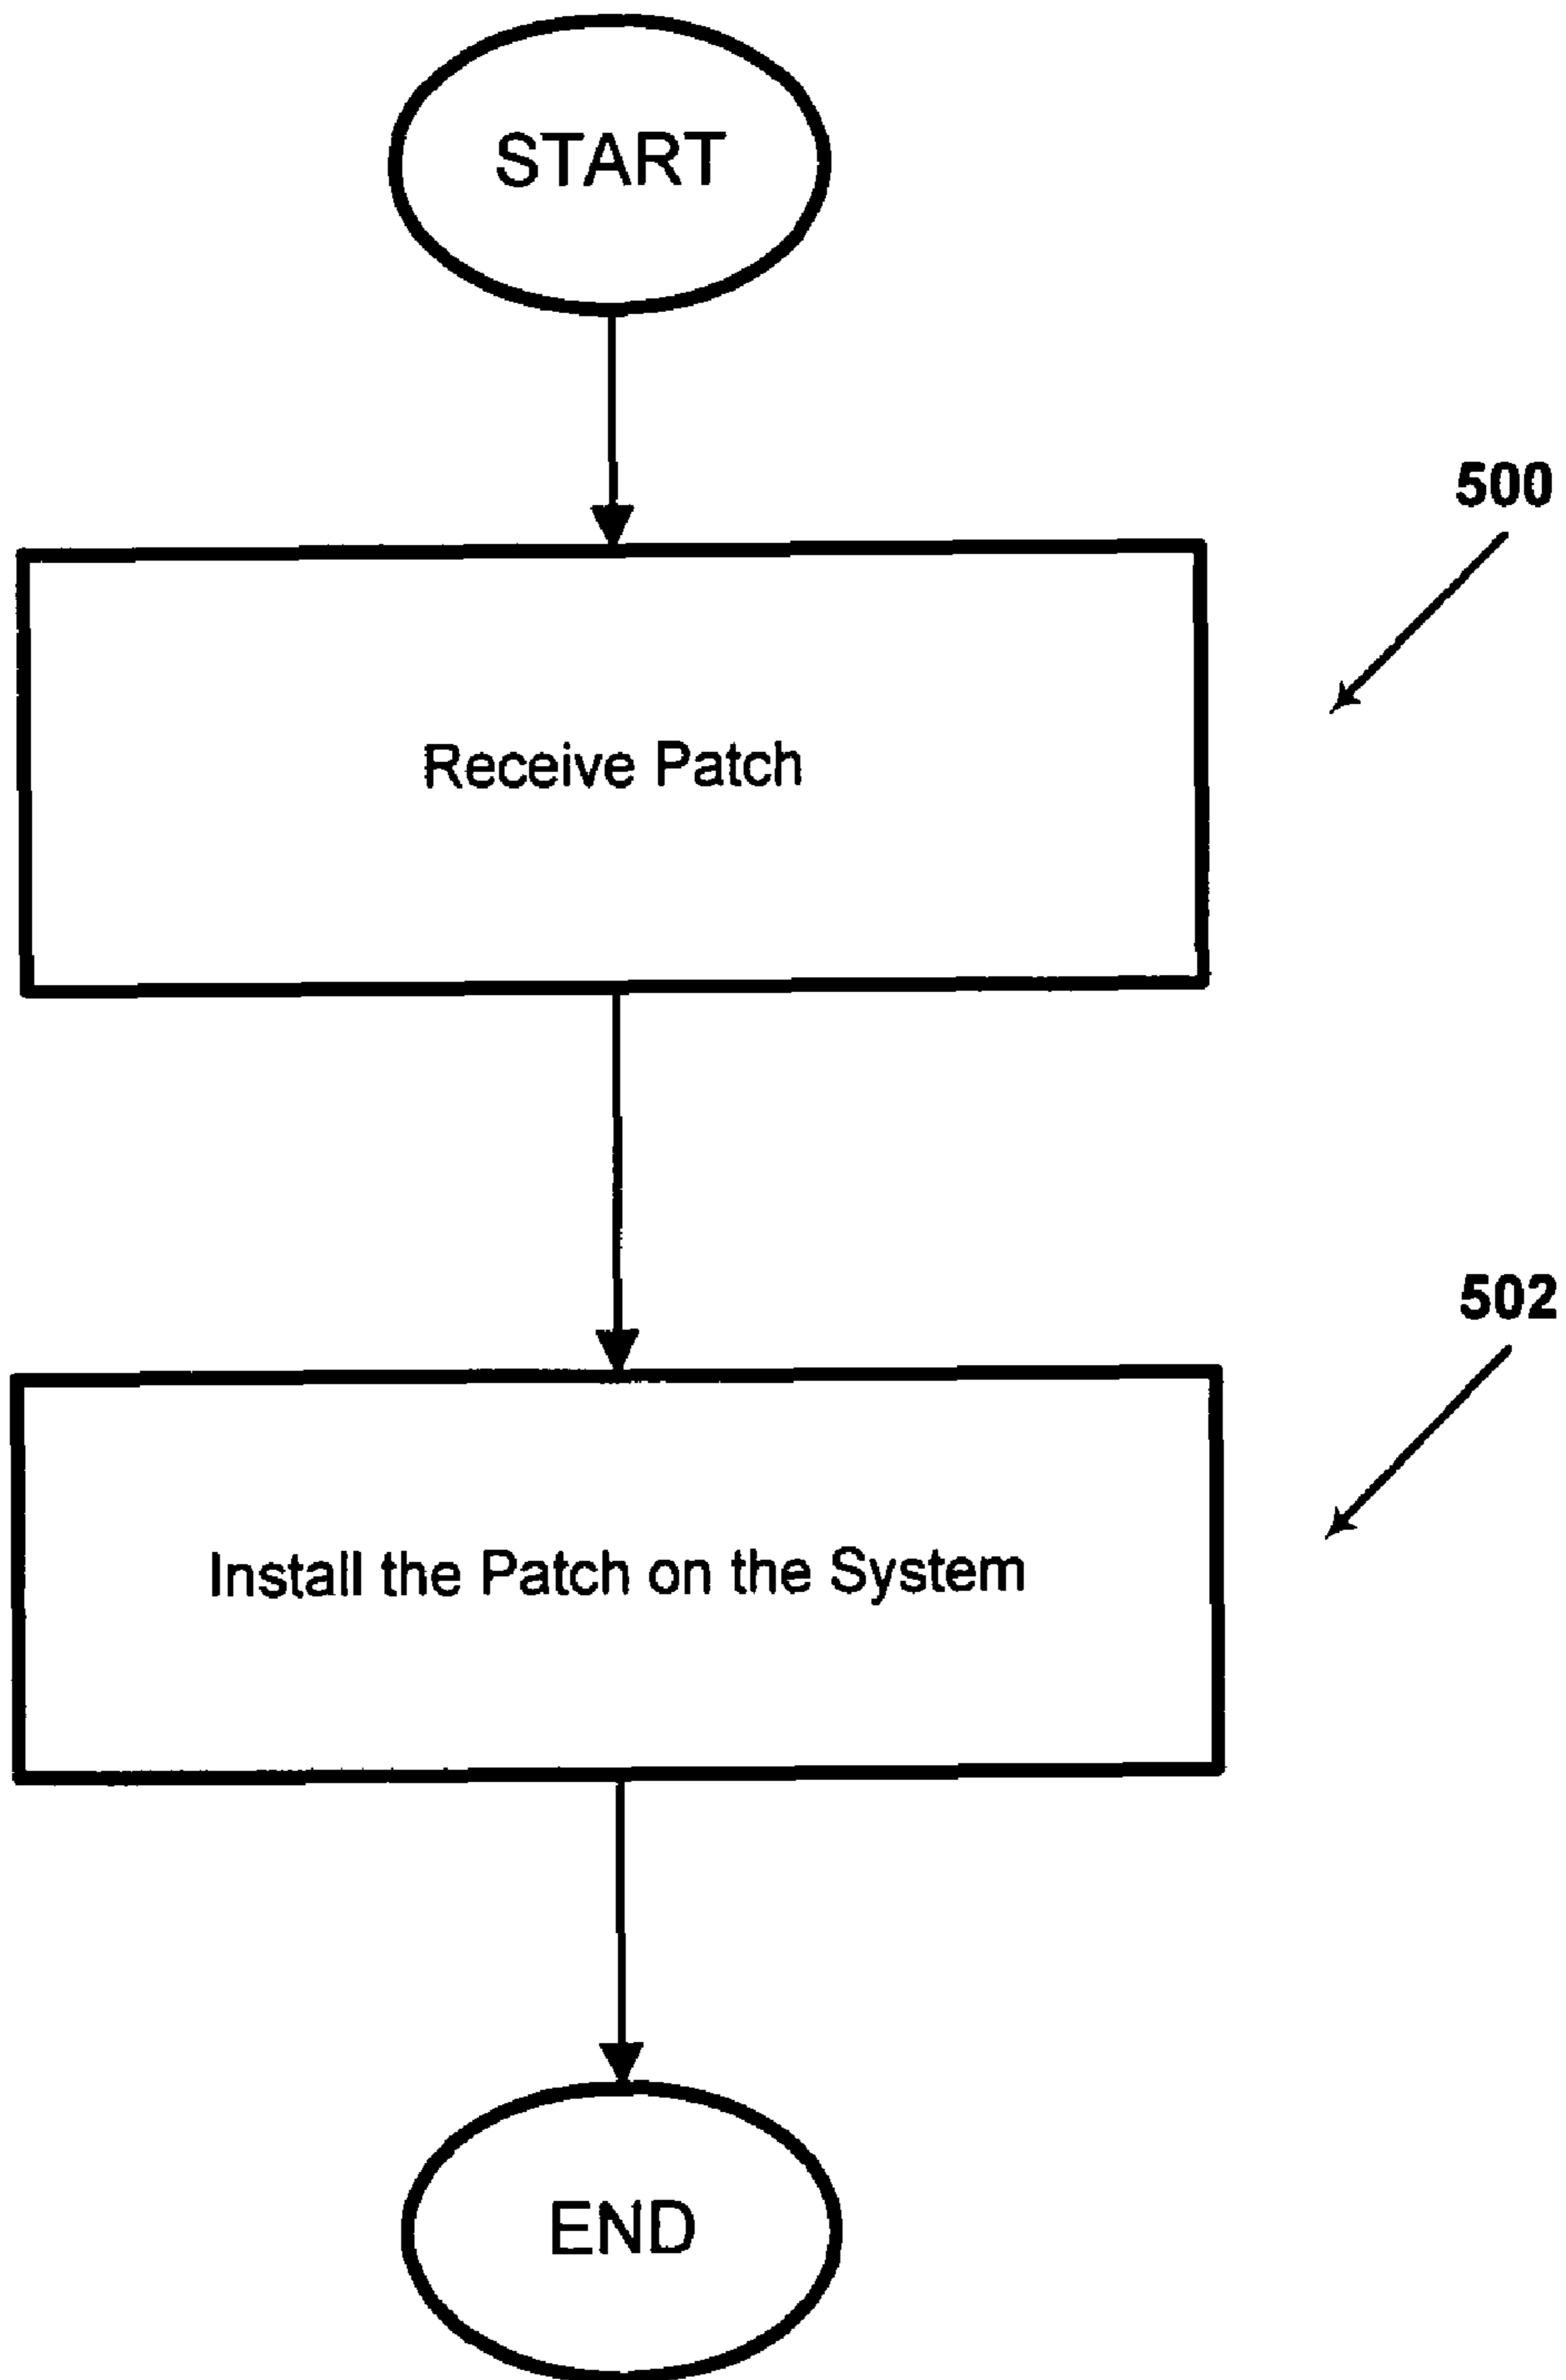 START
500
Receive Patch
502
Install the Patch on the System
END